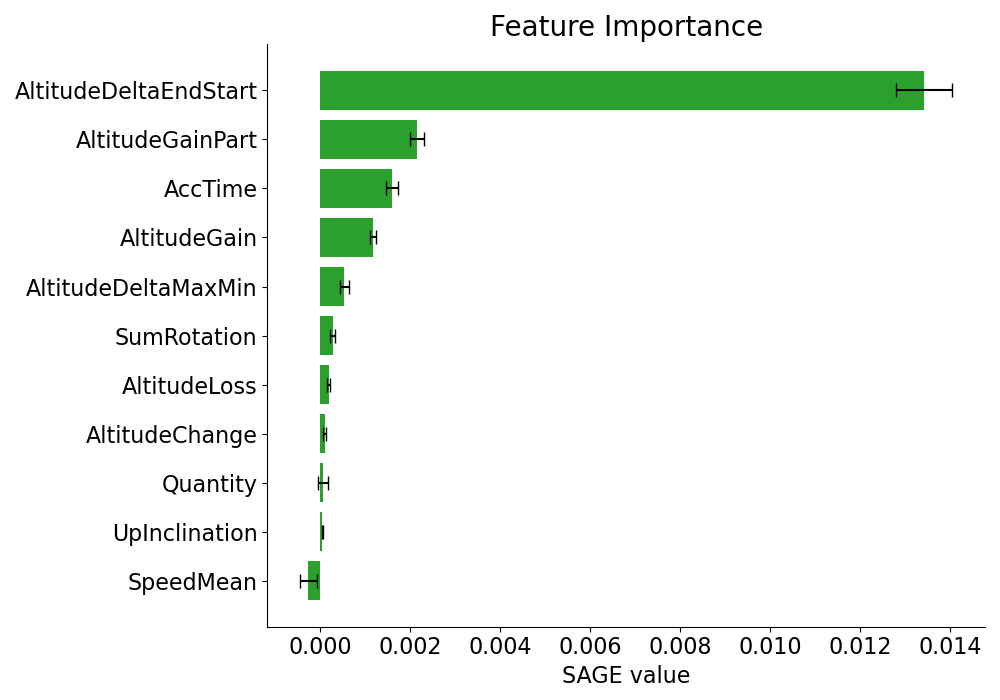 Feature Importance
AltitudeDeltaEndStart
AltitudeGainPart
AccTime
AltitudeGain
AltitudeDeltaMaxMin
SumRotation
AltitudeLoss
AltitudeChange
Quantity
UpInclination
SpeedMean
0.000 0.002 0.004 0.006 0.008 0.010 0.012 0.014
SAGE value